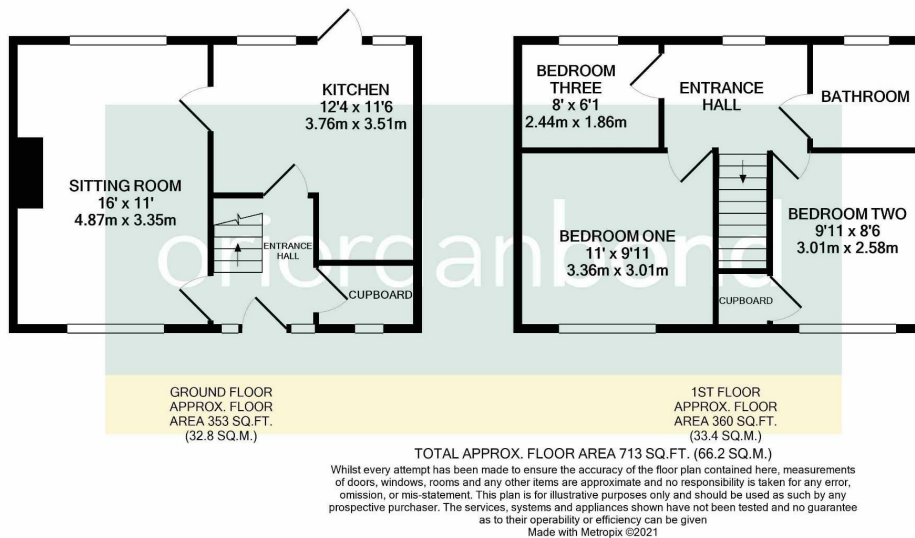 KITCHEN
12'4 x 11'6
3.76m x 3.51m
SITTING ROOM
16' x 11'
4.87m x 3.35m
ENTRANCE
HALL
CUPBOARD
BEDROOM
THREE
8' x 6'1
2.44m x 1.86m
ENTRANCE
HALL
BATHROOM
BEDROOM ONE
11' x 9'11
3.36m x 3.01m
BEDROOM TWO
9'11 x 8'6
3.01m x 2.58m
CUPBOARD
oriordanbond
GROUND FLOOR
APPROX. FLOOR
AREA 353 SQ.FT.
(32.8 SQ.M.)
1ST FLOOR
APPROX. FLOOR
AREA 360 SQ.FT.
(33.4 SQ.M.)
TOTAL APPROX. FLOOR AREA 713 SQ.FT. (66.2 SQ.M.)
Whilst every attempt has been made to ensure the accuracy of the floor plan contained here, measurements
of doors, windows, rooms and any other items are approximate and no responsibility is taken for any error,
omission, or mis-statement. This plan is for illustrative purposes only and should be used as such by any
prospective purchaser. The services, systems and appliances shown have not been tested and no guarantee
as to their operability or efficiency can be given
Made with Metropix ©2021